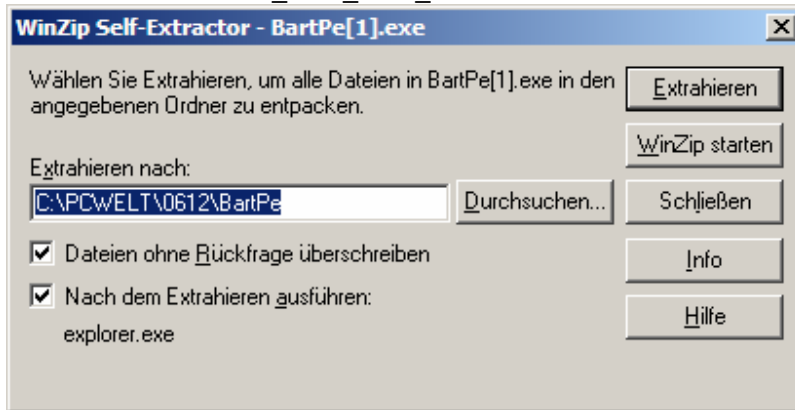 WinZip Self-Extractor - BartPe[1].exe
Wählen Sie Extrahieren, um alle Dateien in BartPe[1].exe in den
angegebenen Ordner zu entpacken.
Extrahieren
WinZip starten
Extrahieren nach:
C:\PCWELT\0612\BartPe
Durchsuchen...
Schließen
Dateien ohne Rückfrage überschreiben
Info
Nach dem Extrahieren ausführen:
explorer.exe
Hilfe